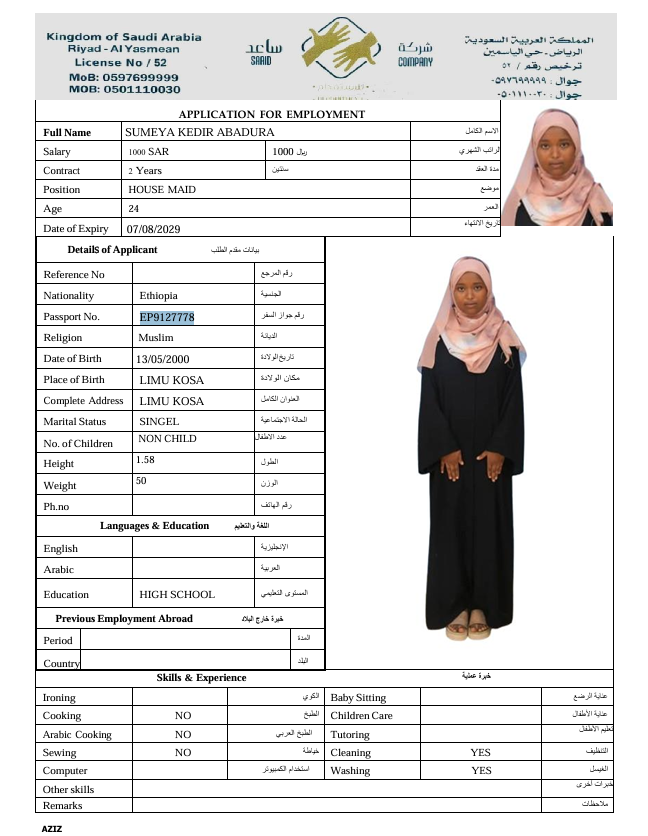 Kingdom of Saudi Arabia
Riyad - Al Yasmean
License No / 52
MoB: 0597699999
MOB: 0501110030
ساعد
SAAID
شركة
COMPANY
المملكة العربية السعودية
الرياض - حي الياسمين
ترخيص رقم / ٥٢
جوال : ٠٥٩٧٦٩٩٩٩٩
جوال : ٠٥٠١١١٠٠٣٠
APPLICATION FOR EMPLOYMENT
Full Name SUMEYA KEDIR ABADURA الاسم الكامل
Salary 1000 SAR 1000 ريال الراتب الشهري
Contract 2 Years سنتين مدة العقد
Position HOUSE MAID موضع
Age 24 العمر
Date of Expiry 07/08/2029 تاريخ الانتهاء
Details of Applicant بيانات مقدم الطلب
Reference No رقم المرجع
Nationality Ethiopia الجنسية
Passport No. EP9127778 رقم جواز السفر
Religion Muslim الديانة
Date of Birth 13/05/2000 تاريخ الولادة
Place of Birth LIMU KOSA مكان الولادة
Complete Address LIMU KOSA العنوان الكامل
Marital Status SINGEL الحالة الاجتماعية
No. of Children NON CHILD عدد الاطفال
Height 1.58 الطول
Weight 50 الوزن
Ph.no رقم الهاتف
Languages & Education اللغة والتعليم
English الإنجليزية
Arabic العربية
Education HIGH SCHOOL المستوى التعليمي
Previous Employment Abroad خبرة خارج البلاد
Period المدة
Country البلد
Skills & Experience خبرة عملية
Ironing الكوي Baby Sitting عناية الرضع
Cooking NO الطبخ Children Care عناية الأطفال
Arabic Cooking NO الطبخ العربي Tutoring تعليم الأطفال
Sewing NO خياطة Cleaning YES التنظيف
Computer استخدام الكمبيوتر Washing YES الغيسل
Other skills خبرات أخرى
Remarks ملاحظات
AZIZ